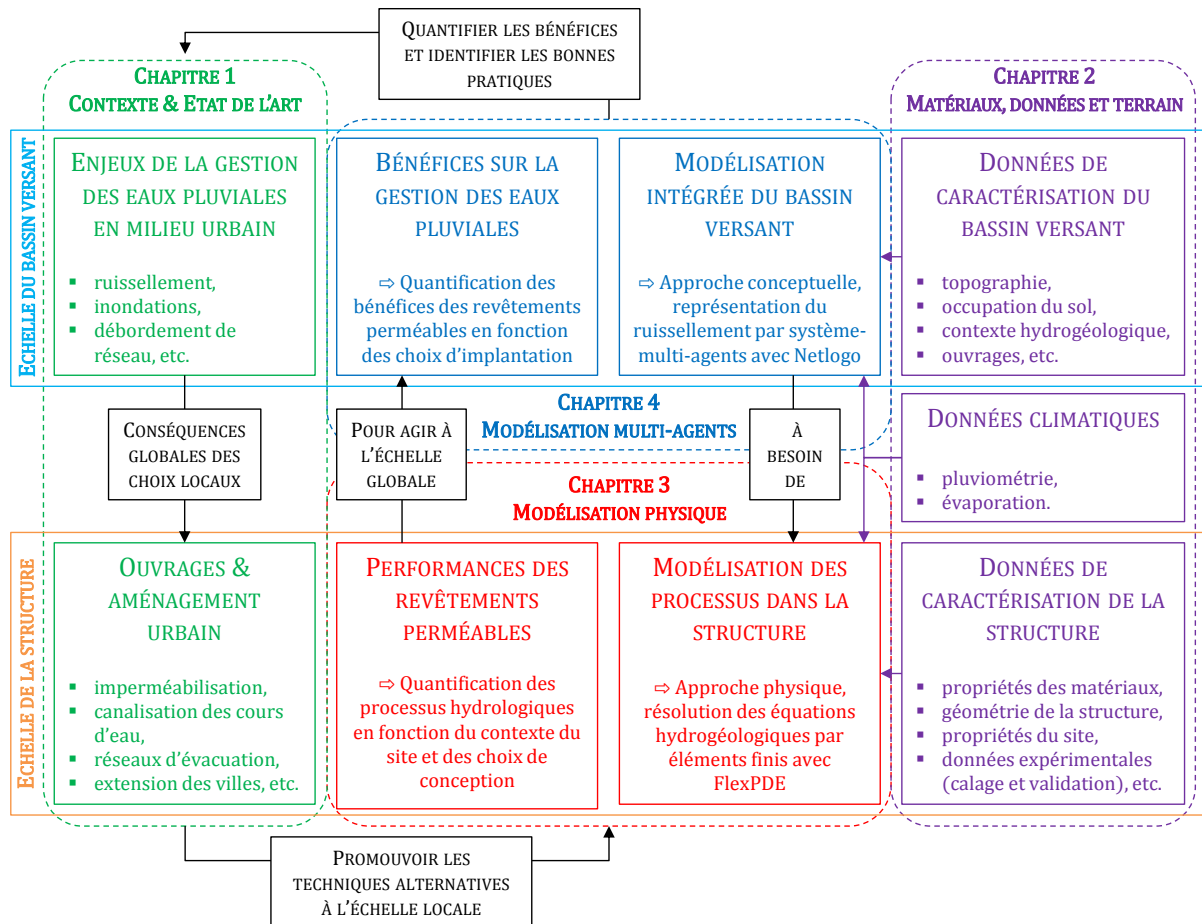 QUANTIFIER LES BÉNÉFICES
ET IDENTIFIER LES BONNES
PRATIQUES
CHAPITRE 1
CONTEXTE & ETAT DE L'ART
CHAPITRE 2
MATÉRIAUX, DONNÉES ET TERRAIN
ECHELLE DU BASSIN VERSANT
ENJEUX DE LA GESTION
DES EAUX PLUVIALES
EN MILIEU URBAIN
▪ ruissellement,
▪ inondations,
▪ débordement de
réseau, etc.
BÉNÉFICES SUR LA
GESTION DES EAUX
PLUVIALES
⇨ Quantification des
bénéfices des revêtements
perméables en fonction
des choix d'implantation
MODÉLISATION
INTÉGRÉE DU BASSIN
VERSANT
⇨ Approche conceptuelle,
représentation du
ruissellement par système-
multi-agents avec Netlogo
DONNÉES DE
CARACTÉRISATION DU
BASSIN VERSANT
▪ topographie,
▪ occupation du sol,
▪ contexte hydrogéologique,
▪ ouvrages, etc.
CONSÉQUENCES
GLOBALES DES
CHOIX LOCAUX
POUR AGIR À
L'ÉCHELLE
GLOBALE
CHAPITRE 4
MODÉLISATION MULTI-AGENTS
À
BESOIN
DE
CHAPITRE 3
MODÉLISATION PHYSIQUE
DONNÉES CLIMATIQUES
▪ pluviométrie,
▪ évaporation.
ECHELLE DE LA STRUCTURE
OUVRAGES &
AMÉNAGEMENT
URBAIN
▪ imperméabilisation,
▪ canalisation des cours
d'eau,
▪ réseaux d'évacuation,
▪ extension des villes, etc.
PERFORMANCES DES
REVÊTEMENTS
PERMÉABLES
⇨ Quantification des
processus hydrologiques
en fonction du contexte du
site et des choix de
conception
MODÉLISATION DES
PROCESSUS DANS LA
STRUCTURE
⇨ Approche physique,
résolution des équations
hydrogéologiques par
éléments finis avec
FlexPDE
DONNÉES DE
CARACTÉRISATION DE LA
STRUCTURE
▪ propriétés des matériaux,
▪ géométrie de la structure,
▪ propriétés du site,
▪ données expérimentales
(calage et validation), etc.
PROMOUVOIR LES
TECHNIQUES ALTERNATIVES
À L'ÉCHELLE LOCALE